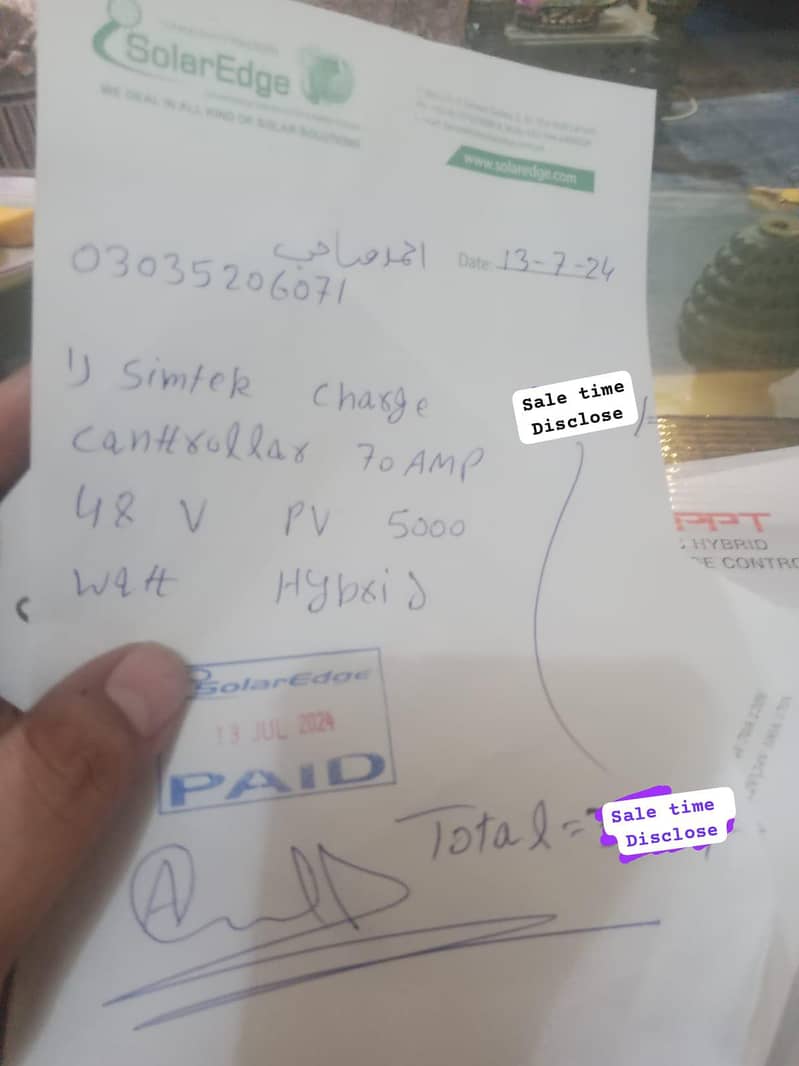 SolarEdge
WE DEAL IN ALL KIND OF SOLAR SOLUTIONS
www.solaredge.com
احمد صاحب
Date: 13-7-24
03035206071
1) Simtek Charge
Canttrollar 70 AMP
48 V PV 5000
Watt Hybrid
Sale time
Disclose
/=
HYBRID
E CONTRO
SolarEdge
13 JUL 2024
PAID
Total =
Sale time
Disclose